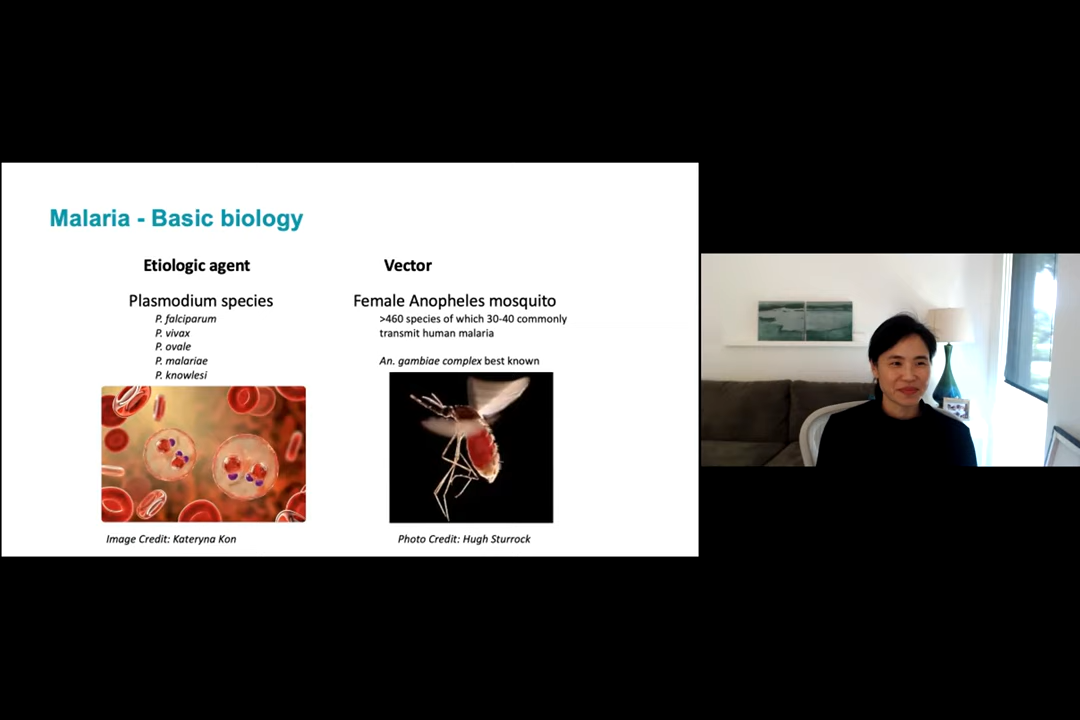 Malaria - Basic biology
Etiologic agent
Plasmodium species
P. falciparum
P. vivax
P. ovale
P. malariae
P. knowlesi
Image Credit: Kateryna Kon
Vector
Female Anopheles mosquito
>460 species of which 30-40 commonly
transmit human malaria
An. gambiae complex best known
Photo Credit: Hugh Sturrock